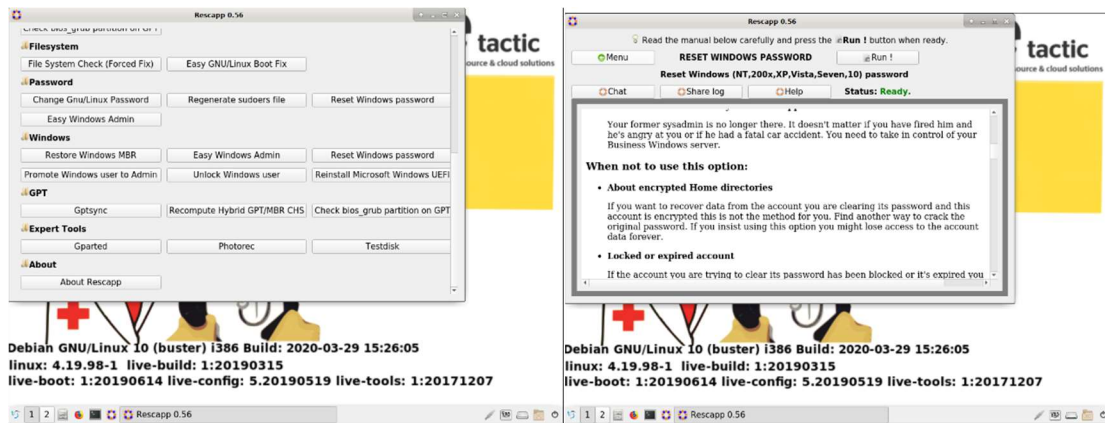 Rescapp 0.56
Check bios_grub partition on GPT
Filesystem
File System Check (Forced Fix)
Easy GNU/Linux Boot Fix
Password
Change Gnu/Linux Password
Regenerate sudoers file
Reset Windows password
Easy Windows Admin
Windows
Restore Windows MBR
Easy Windows Admin
Reset Windows password
Promote Windows user to Admin
Unlock Windows user
Reinstall Microsoft Windows UEFI
GPT
Gptsync
Recompute Hybrid GPT/MBR CHS
Check bios_grub partition on GPT
Expert Tools
Gparted
Photorec
Testdisk
About
About Rescapp
tactic
ource & cloud solutions
Debian GNU/Linux 10 (buster) i386 Build: 2020-03-29 15:26:05
linux: 4.19.98-1 live-build: 1:20190315
live-boot: 1:20190614 live-config: 5.20190519 live-tools: 1:20171207
1 2 Rescapp 0.56
Rescapp 0.56
Read the manual below carefully and press the Run ! button when ready.
Menu
RESET WINDOWS PASSWORD
Run !
Reset Windows (NT,200x,XP,Vista,Seven,10) password
Chat
Share log
Help
Status: Ready.
Your former sysadmin is no longer there. It doesn't matter if you have fired him and
he's angry at you or if he had a fatal car accident. You need to take in control of your
Business Windows server.
When not to use this option:
• About encrypted Home directories
If you want to recover data from the account you are clearing its password and this
account is encrypted this is not the method for you. Find another way to crack the
original password. If you insist using this option you might lose access to the account
data forever.
• Locked or expired account
If the account you are trying to clear its password has been blocked or it's expired you
tactic
ource & cloud solutions
Debian GNU/Linux 10 (buster) i386 Build: 2020-03-29 15:26:05
linux: 4.19.98-1 live-build: 1:20190315
live-boot: 1:20190614 live-config: 5.20190519 live-tools: 1:20171207
1 2 Rescapp 0.56